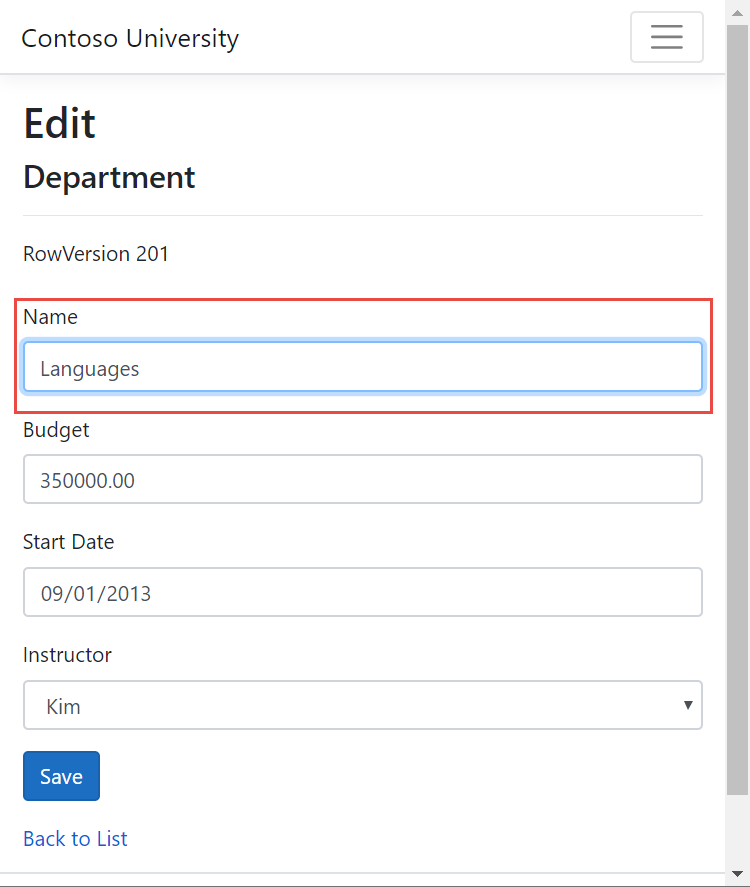 Contoso University
Edit
Department
RowVersion 201
Name
Languages
Budget
350000.00
Start Date
09/01/2013
Instructor
Kim
Save
Back to List